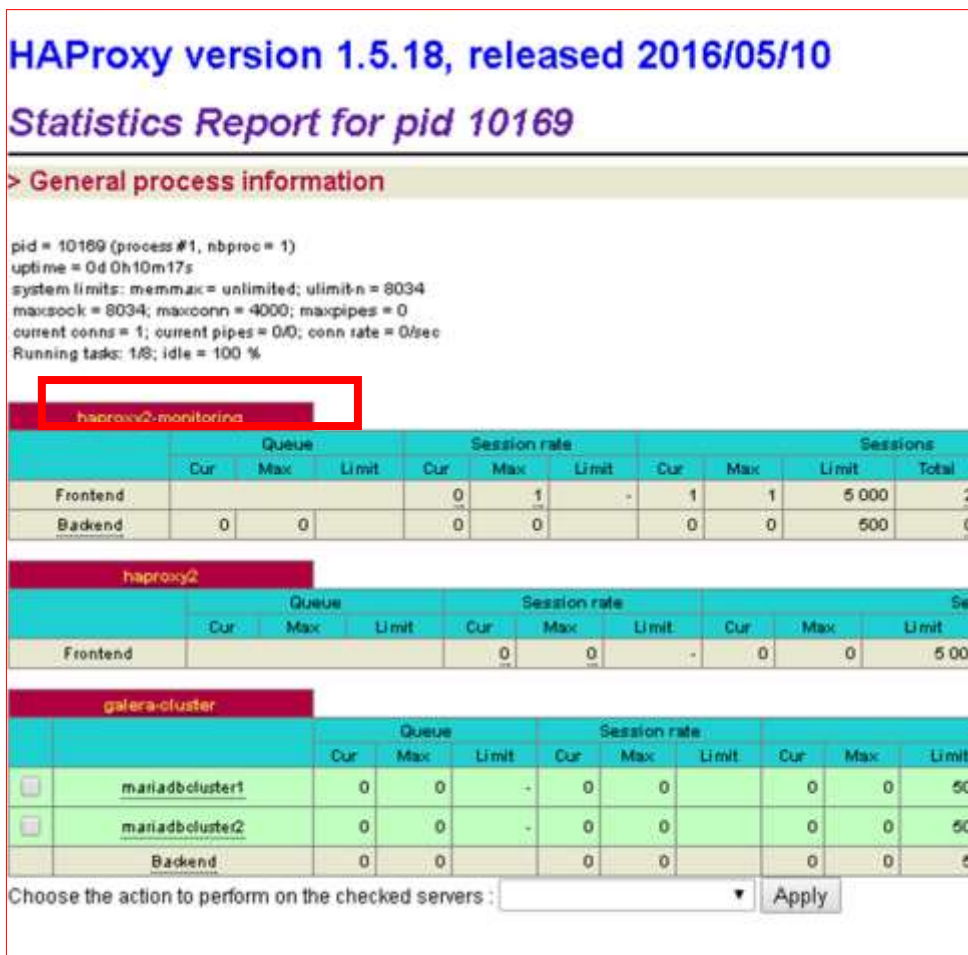 HAProxy version 1.5.18, released 2016/05/10
Statistics Report for pid 10169
> General process information
pid = 10169 (process #1, nbproc = 1)
uptime = 0d 0h10m17s
system limits: memmax = unlimited; ulimit-n = 8034
maxsock = 8034; maxconn = 4000; maxpipes = 0
current conns = 1; current pipes = 0/0; conn rate = 0/sec
Running tasks: 1/8; idle = 100 %
haproxy2-monitoring
Queue Session rate Sessions
Cur Max Limit Cur Max Limit Cur Max Limit Total
Frontend 0 1 - 1 1 5 000
Backend 0 0 0 0 0 0 500
haproxy2
Queue Session rate
Cur Max Limit Cur Max Limit Cur Max Limit
Frontend 0 0 - 0 0
galera-cluster
Queue Session rate
Cur Max Limit Cur Max Limit Cur Max Limit
mariadbcluster1 0 0 - 0 0 0 0
mariadbcluster2 0 0 - 0 0 0 0
Backend 0 0 0 0 0 0
Choose the action to perform on the checked servers : Apply